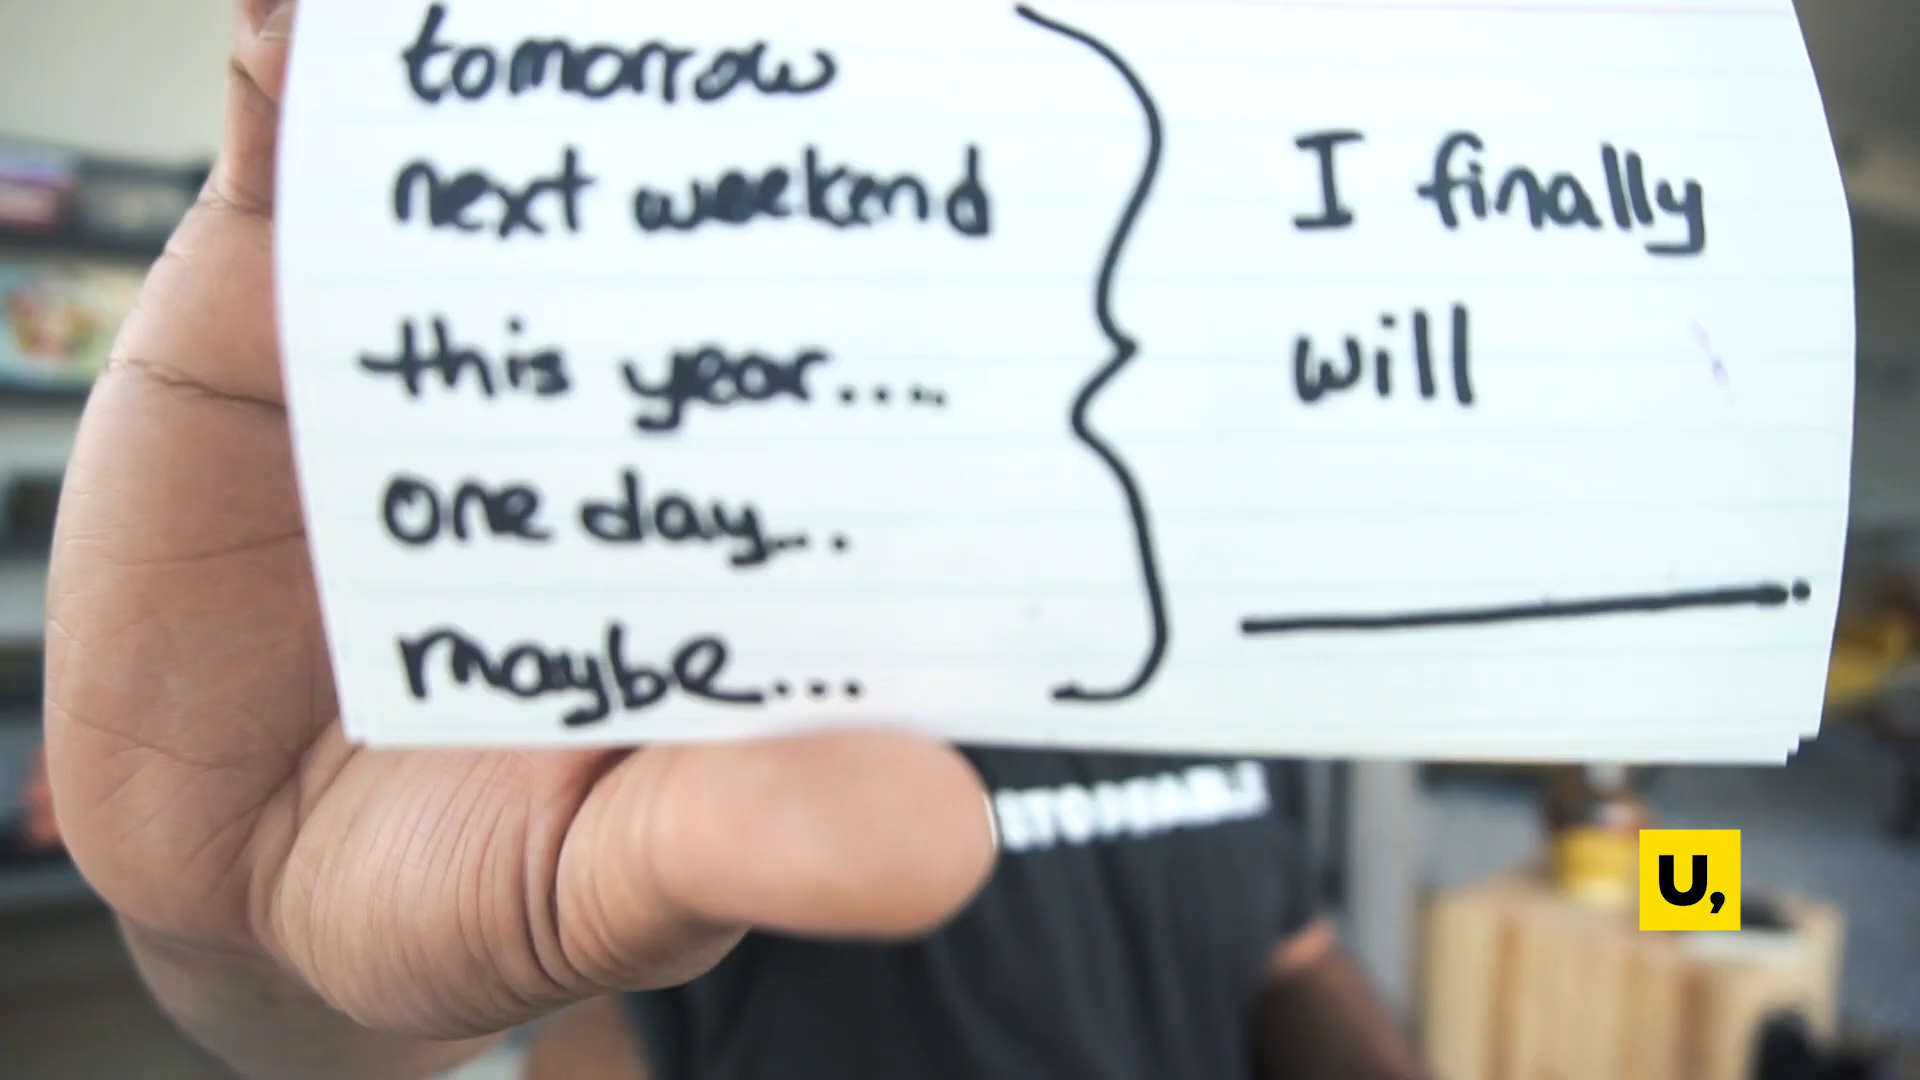 tomorrow
next weekend
this year....
one day...
maybe...
I finally
will
U,